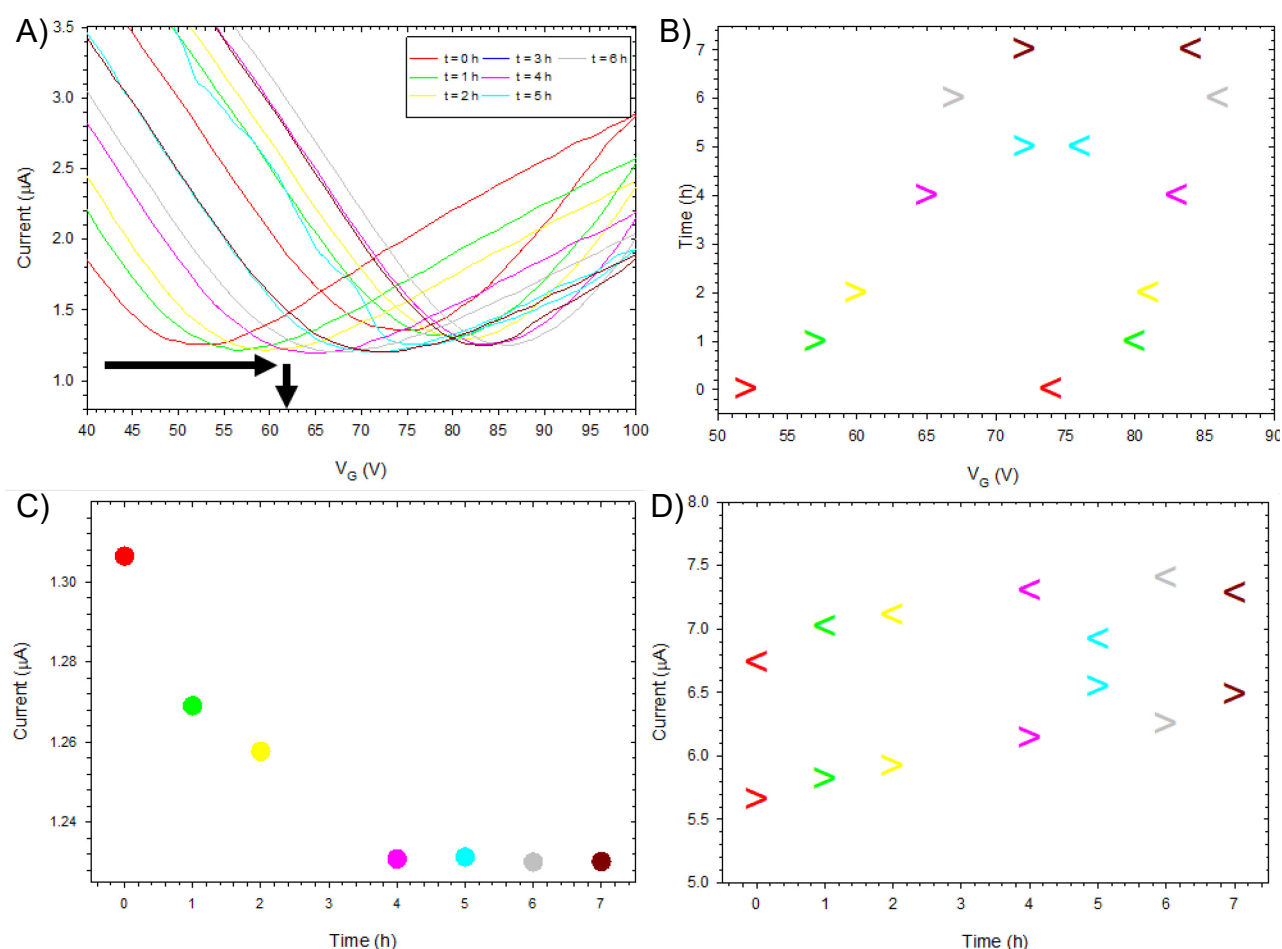 A)
3.5
3.0
2.5
2.0
1.5
1.0
Current (μA)
t = 0 h t = 3 h t = 6 h
t = 1 h t = 4 h
t = 2 h t = 5 h
40 45 50 55 60 65 70 75 80 85 90 95 100
V_G (V)
B)
7
6
5
4
3
2
1
0
Time (h)
> <
> <
> <
> <
> <
> <
> <
50 55 60 65 70 75 80 85 90
V_G (V)
C)
1.30
1.28
1.26
1.24
Current (μA)
0 1 2 3 4 5 6 7
Time (h)
D)
8.0
7.5
7.0
6.5
6.0
5.5
5.0
Current (μA)
< < < < < < <
> > > > > > >
0 1 2 3 4 5 6 7
Time (h)